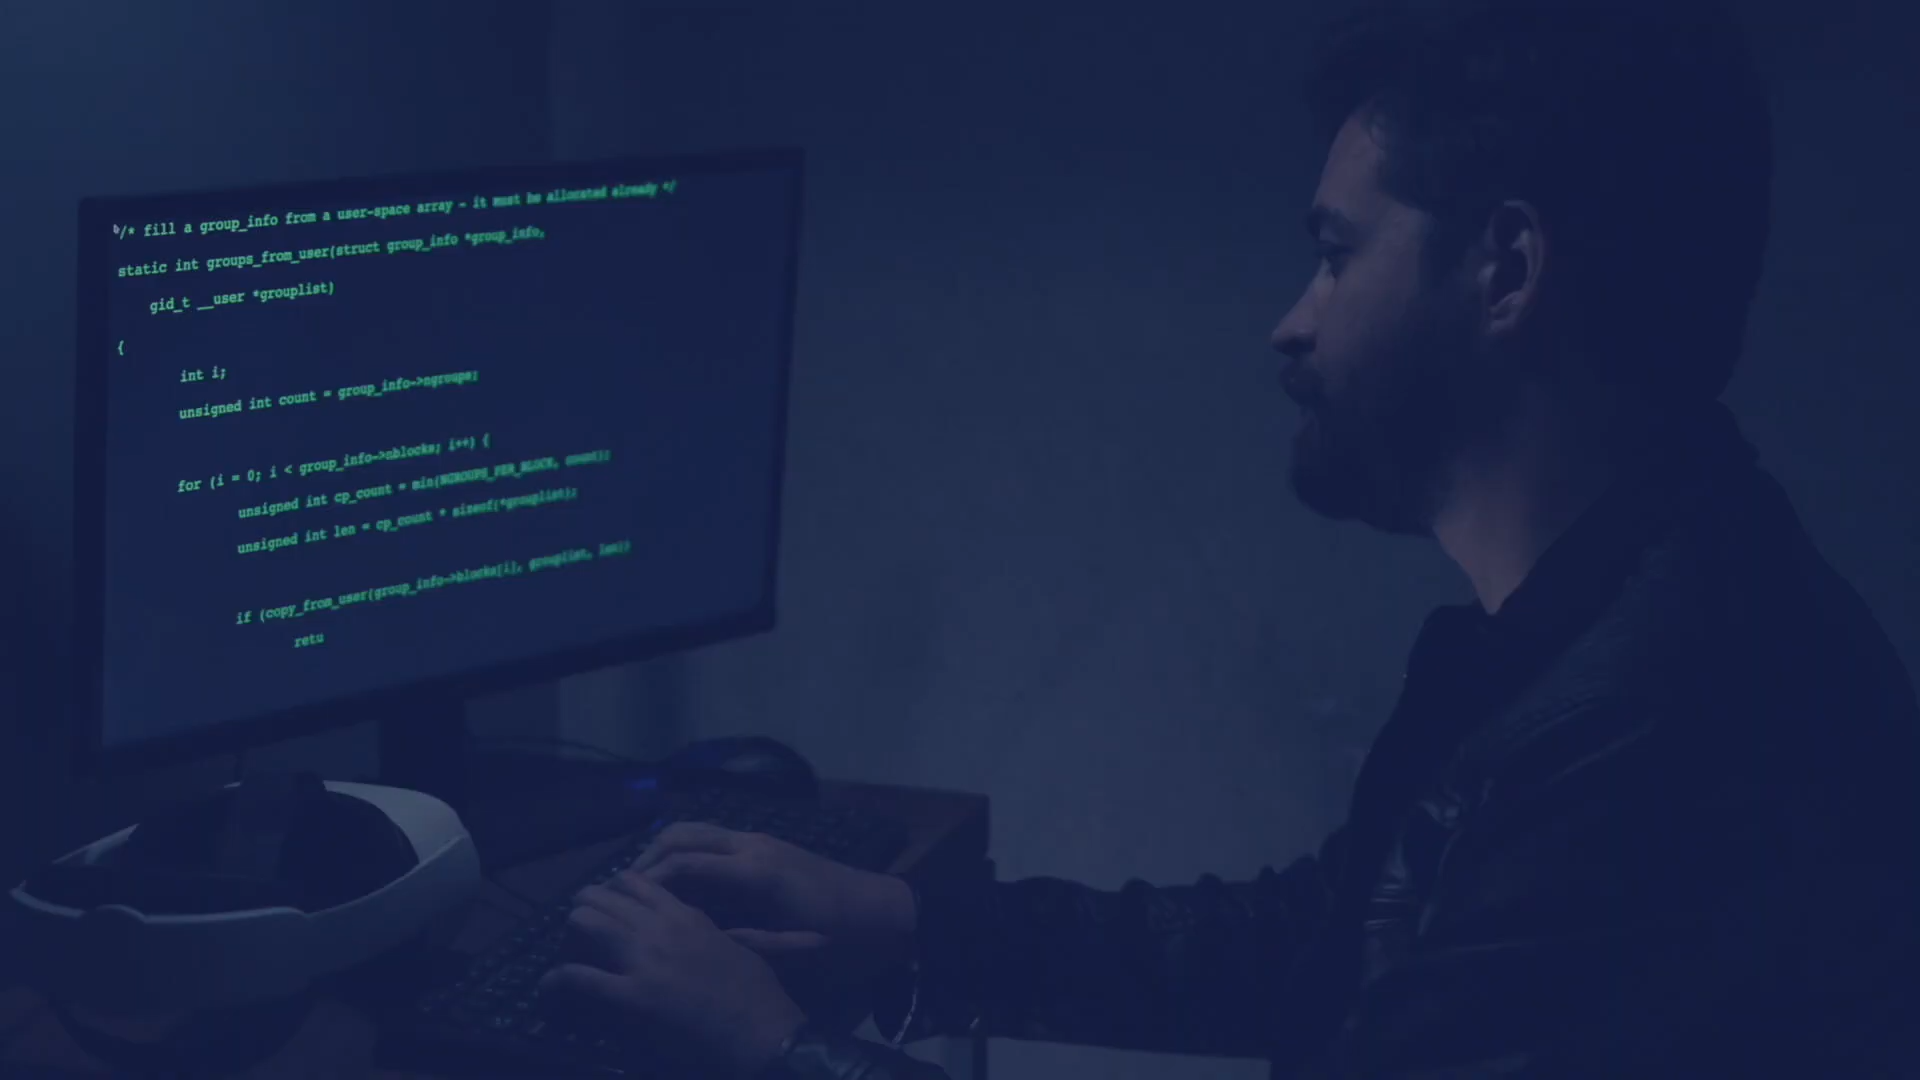 /* fill a group_info from a user-space array - it must be allocated already */
static int groups_from_user(struct group_info *group_info,
gid_t __user *grouplist)
{
int i;
unsigned int count = group_info->ngroups;
for (i = 0; i < group_info->nblocks; i++) {
unsigned int cp_count = min(NGROUPS_PER_BLOCK, count);
unsigned int len = cp_count * sizeof(*grouplist);
if (copy_from_user(group_info->blocks[i], grouplist, len))
retu